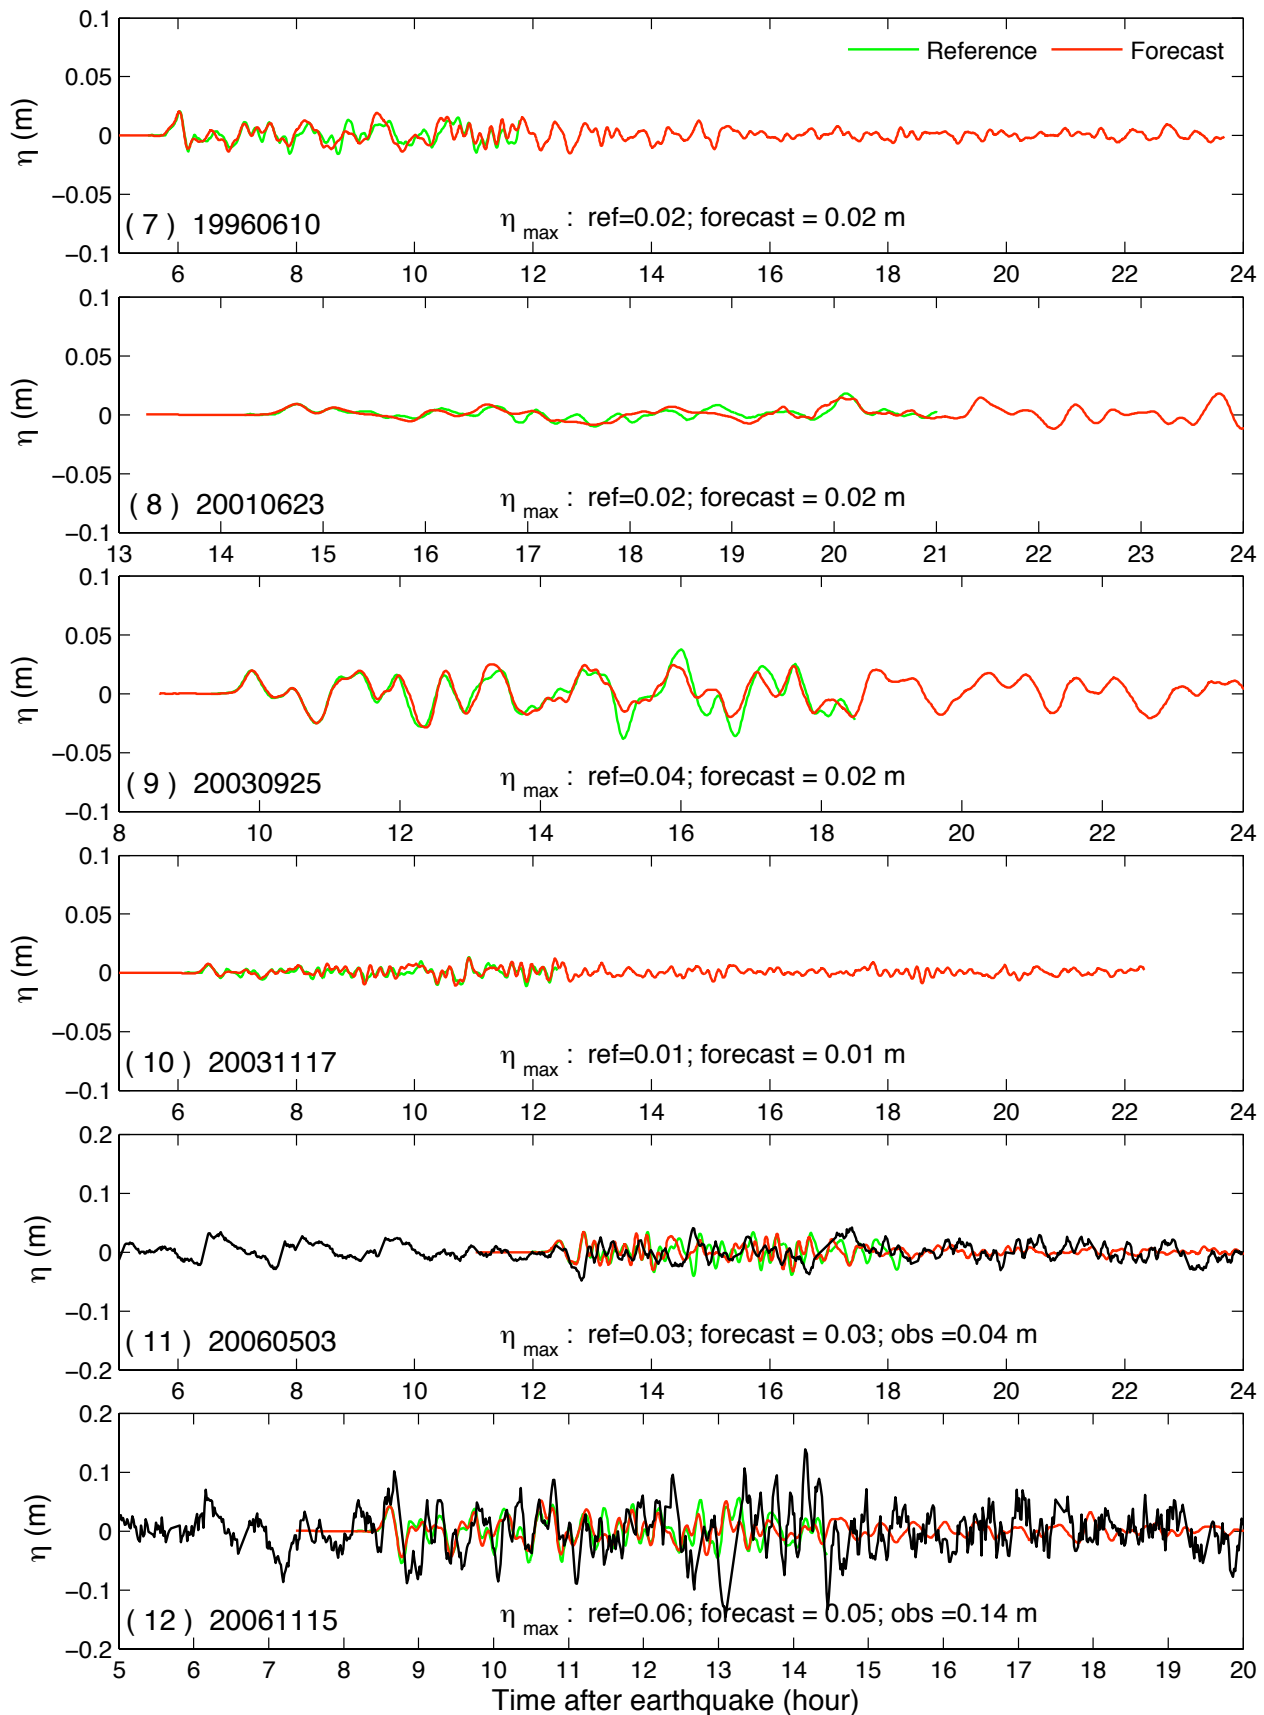 Reference Forecast
0.1
0.05
0
−0.05
−0.1
η (m)
( 7 ) 19960610
η max : ref=0.02; forecast = 0.02 m
6 8 10 12 14 16 18 20 22 24
0.1
0.05
0
−0.05
−0.1
η (m)
( 8 ) 20010623
η max : ref=0.02; forecast = 0.02 m
13 14 15 16 17 18 19 20 21 22 23 24
0.1
0.05
0
−0.05
−0.1
η (m)
( 9 ) 20030925
η max : ref=0.04; forecast = 0.02 m
8 10 12 14 16 18 20 22 24
0.1
0.05
0
−0.05
−0.1
η (m)
( 10 ) 20031117
η max : ref=0.01; forecast = 0.01 m
6 8 10 12 14 16 18 20 22 24
0.2
0.1
0
−0.1
−0.2
η (m)
( 11 ) 20060503
η max : ref=0.03; forecast = 0.03; obs =0.04 m
6 8 10 12 14 16 18 20 22 24
0.2
0.1
0
−0.1
−0.2
η (m)
( 12 ) 20061115
η max : ref=0.06; forecast = 0.05; obs =0.14 m
5 6 7 8 9 10 11 12 13 14 15 16 17 18 19 20
Time after earthquake (hour)